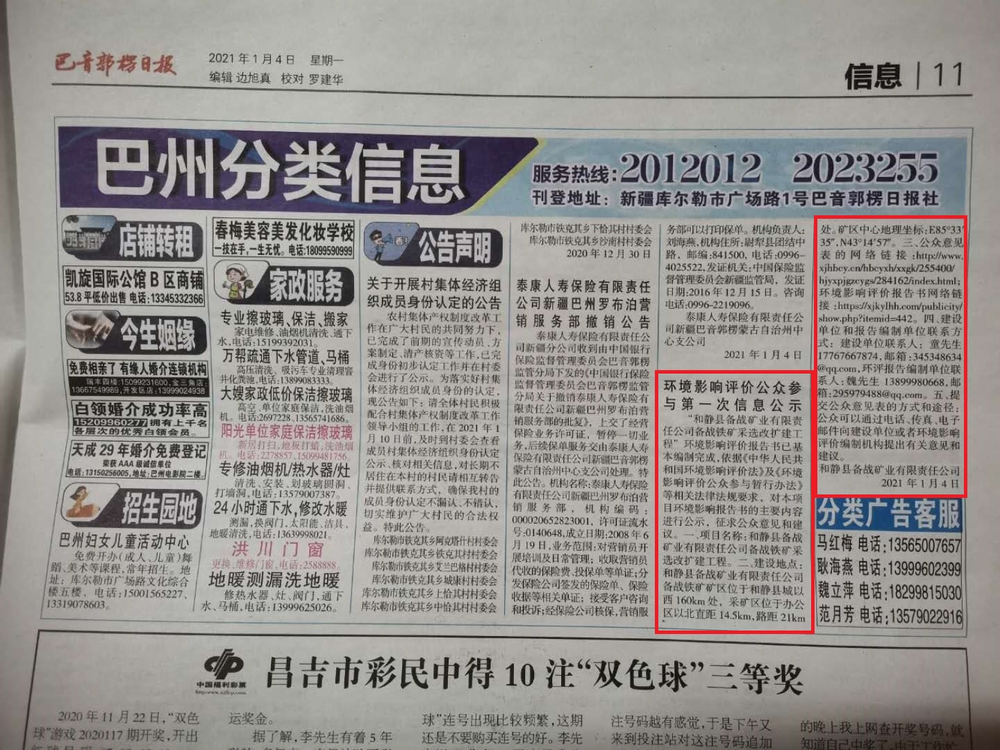 巴音郭楞日报
2021年1月4日 星期一
编辑 边旭真 校对 罗建华
信息 | 11
巴州分类信息
服务热线:2012012 2023255
刊登地址：新疆库尔勒市广场路1号巴音郭楞日报社
店铺转租
凯旋国际公馆B区商铺
53.8平低价出售 电话:13345332366
今生姻缘
免费相亲了 有缘人婚介连锁机构
瑞丰四楼:15099231600,金三角店:
13667549989,开发区店:13999024938
白领婚介成功率高
15209960277拥有上千名
各层次的优秀白领会员。
天成29年婚介免费登记
荣获AAA级诚信单位
电话:13150256005,地址:巴州电影院二楼。
招生园地
巴州妇女儿童活动中心
免费开办(成人、儿童)舞
蹈、美术等课程,常年招生。地
址：库尔勒市广场路文化综合
楼五楼，电话:15001565227、
13319078603。
春梅美容美发化妆学校
一技在手,一生无忧。电话:18099590999
家政服务
专业擦玻璃、保洁、搬家
家电维修、油烟机清洗、通下
水,电话:15199392031。
万帮疏通下水管道、马桶
高压清洗、吸污车专业清理窖
井化粪池,电话:13899083333。
大嫂家政低价保洁擦玻璃
高空、单位家庭保洁,洗油烟
机。电话:2697228、13565741686。
阳光单位家庭保洁擦玻璃
新居打扫,地板打蜡,洗油烟
机。电话:2278857、15099481756。
专修油烟机/热水器/灶
清洗、安装、划玻璃圆洞、
打墙洞,电话:13579007387。
24小时通下水,修改水暖
测漏,换阀门,太阳能、洁具、
地暖清洗,电话:13639998021。
洪川门窗
更换、维修门窗,电话:2588888。
地暖测漏洗地暖
修热水器、灶、阀门,通下
水、马桶,电话:13999625026。
公告声明
关于开展村集体经济组
织成员身份认定的公告
农村集体产权制度改革工
作在广大村民的共同努力下,
已完成了前期的宣传动员、方
案制定、清产核资等工作,已完
成身份初步认定工作并在村委
会进行了公示。为落实好村集
体经济组织成员身份的认定,
现公告如下：请全体村民积极
配合村集体产权制度改革工作
领导小组的工作,在2021年1
月10日前,及时到村委会查看
成员村集体经济组织身份认定
公示、核对相关信息,对长期不
居住在本村的村民请相互转告
并提供联系方式，确保我村的
成员身份认定不漏认、不错认,
切实维护广大村民的合法权
益。特此公告。
库尔勒市铁克其乡阿克塔什村村委会
库尔勒市铁克其乡铁克其村村委会
库尔勒市铁克其乡艾兰巴格村村委会
库尔勒市铁克其乡城康村村委会
库尔勒市铁克其乡上恰其村村委会
库尔勒市铁克其乡中恰其村村委会
库尔勒市铁克其乡下恰其村村委会
库尔勒市铁克其乡沙南村村委会
2020年12月30日
泰康人寿保险有限责任
公司新疆巴州罗布泊营
销服务部撤销公告
泰康人寿保险有限责任公
司新疆分公司收到由中国银行
保险监督管理委员会巴音郭楞
监管分局下发的《中国银行保险
监督管理委员会巴音郭楞监管
分局关于撤销泰康人寿保险有
限责任公司新疆巴州罗布泊营
销服务部的批复》,上交了经营
保险业务许可证，暂停一切业
务,后续保单服务交由泰康人寿
保险有限责任公司新疆巴音郭楞
蒙古自治州中心支公司处理。特
此公告。机构名称:泰康人寿保险
有限责任公司新疆巴州罗布泊营
销服务部，机构编码：
000020652823001,许可证流水
号:0140648,成立日期:2008年6
月19日,业务范围：对营销员开
展培训及日常管理；收取营销员
代收的保险费、投保单等单证;分
发保险公司签发的保险单、保险
收据等相关单证；接受客户咨询
和投诉;经保险公司核保,营销服
务部可以打印保单。机构负责人:
刘海燕,机构住所:尉犁县团结中
路，邮编:841500,电话:0996-
4025522,发证机关:中国保险监
督管理委员会新疆监管局，发证
日期:2016年12月15日。咨询
电话:0996-2219096。
泰康人寿保险有限责任公
司新疆巴音郭楞蒙古自治州中
心支公司
2021年1月4日
环境影响评价公众参
与第一次信息公示
“和静县备战矿业有限责
任公司备战铁矿采选改扩建工
程”环境影响评价报告书已基
本编制完成,依据《中华人民共
和国环境影响评价法》及《环境
影响评价公众参与暂行办法》
等相关法律法规要求，对本项
目环境影响报告书的主要内容
进行公示，征求公众意见和建
议。一、项目名称：和静县备战
矿业有限责任公司备战铁矿采
选改扩建工程。二、建设地点：
和静县备战矿业有限责任公司
备战铁矿矿区位于和静县城以
西160km处，采矿区位于办公
区以北直距14.5km,路距21km
处。矿区中心地理坐标:E85°33′
35″,N43°14′57″。三、公众意见
表的网络链接:http://www.
xjhbcy.cn/hbcyxh/xxgk/255400/
hjyxpjgzcygs/284162/index.html;
环境影响评价报告书网络链
接:https://xjkylhh.com/publicity/
show.php?itemid=442。四、建设
单位和报告编制单位联系方
式：建设单位联系人：童先生
17767667874,邮箱:345348634
@qq.com,环评报告编制单位联
系人:魏先生 13899980668,邮
箱:295979488@qq.com。五、提
交公众意见表的方式和途径：
公众可以通过电话、传真、电子
邮件向建设单位或者环境影响
评价编制机构提出有关意见和
建议。
和静县备战矿业有限责任公司
2021年1月4日
分类广告客服
马红梅 电话:13565007657
耿海燕 电话:13999602399
魏立萍 电话:18299815030
范月芳 电话:13579022916
中国福利彩票
昌吉市彩民中得10注“双色球”三等奖
2020年11月22日,“双色
球”游戏2020117期开奖,开出
运奖金。
据了解,李先生有着5年
球”连号出现比较频繁，这期
还是不要购买连号的好。李先
注号码越有感觉,于是下午又
来到投注站对这注号码追加
的晚上我上网查开奖号码,就
知道自己中奖了,由于工作忙